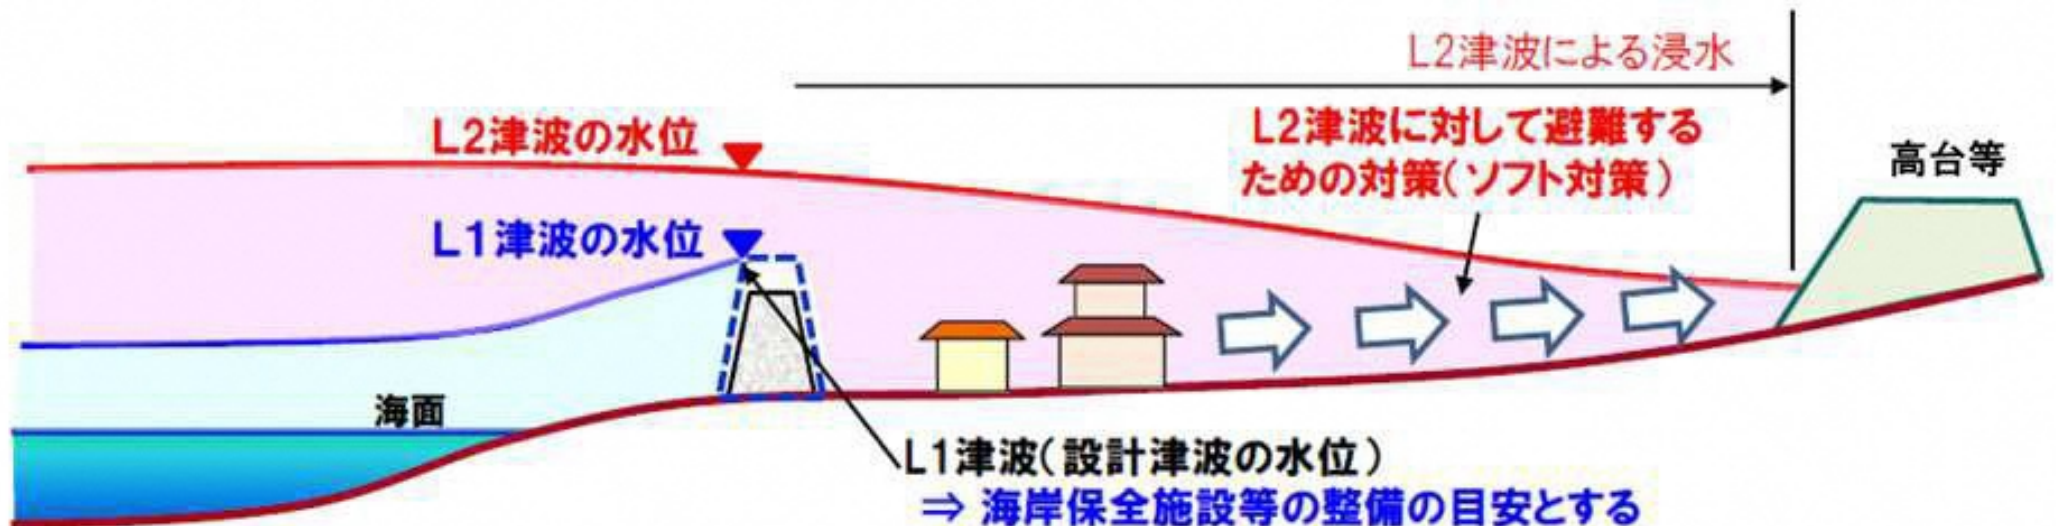 L2津波による浸水
L2津波の水位
L2津波に対して避難する
ための対策(ソフト対策)
高台等
L1津波の水位
海面
L1津波(設計津波の水位)
⇒ 海岸保全施設等の整備の目安とする